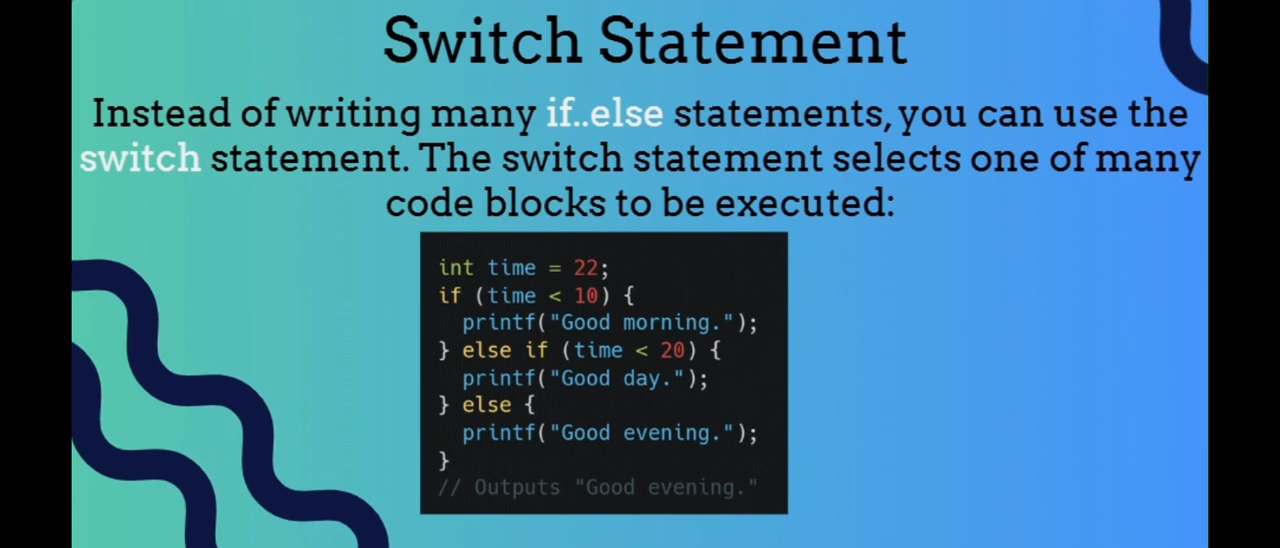 Switch Statement
Instead of writing many if..else statements, you can use the
switch statement. The switch statement selects one of many
code blocks to be executed:
int time = 22;
if (time < 10) {
  printf("Good morning.");
} else if (time < 20) {
  printf("Good day.");
} else {
  printf("Good evening.");
}
// Outputs "Good evening."